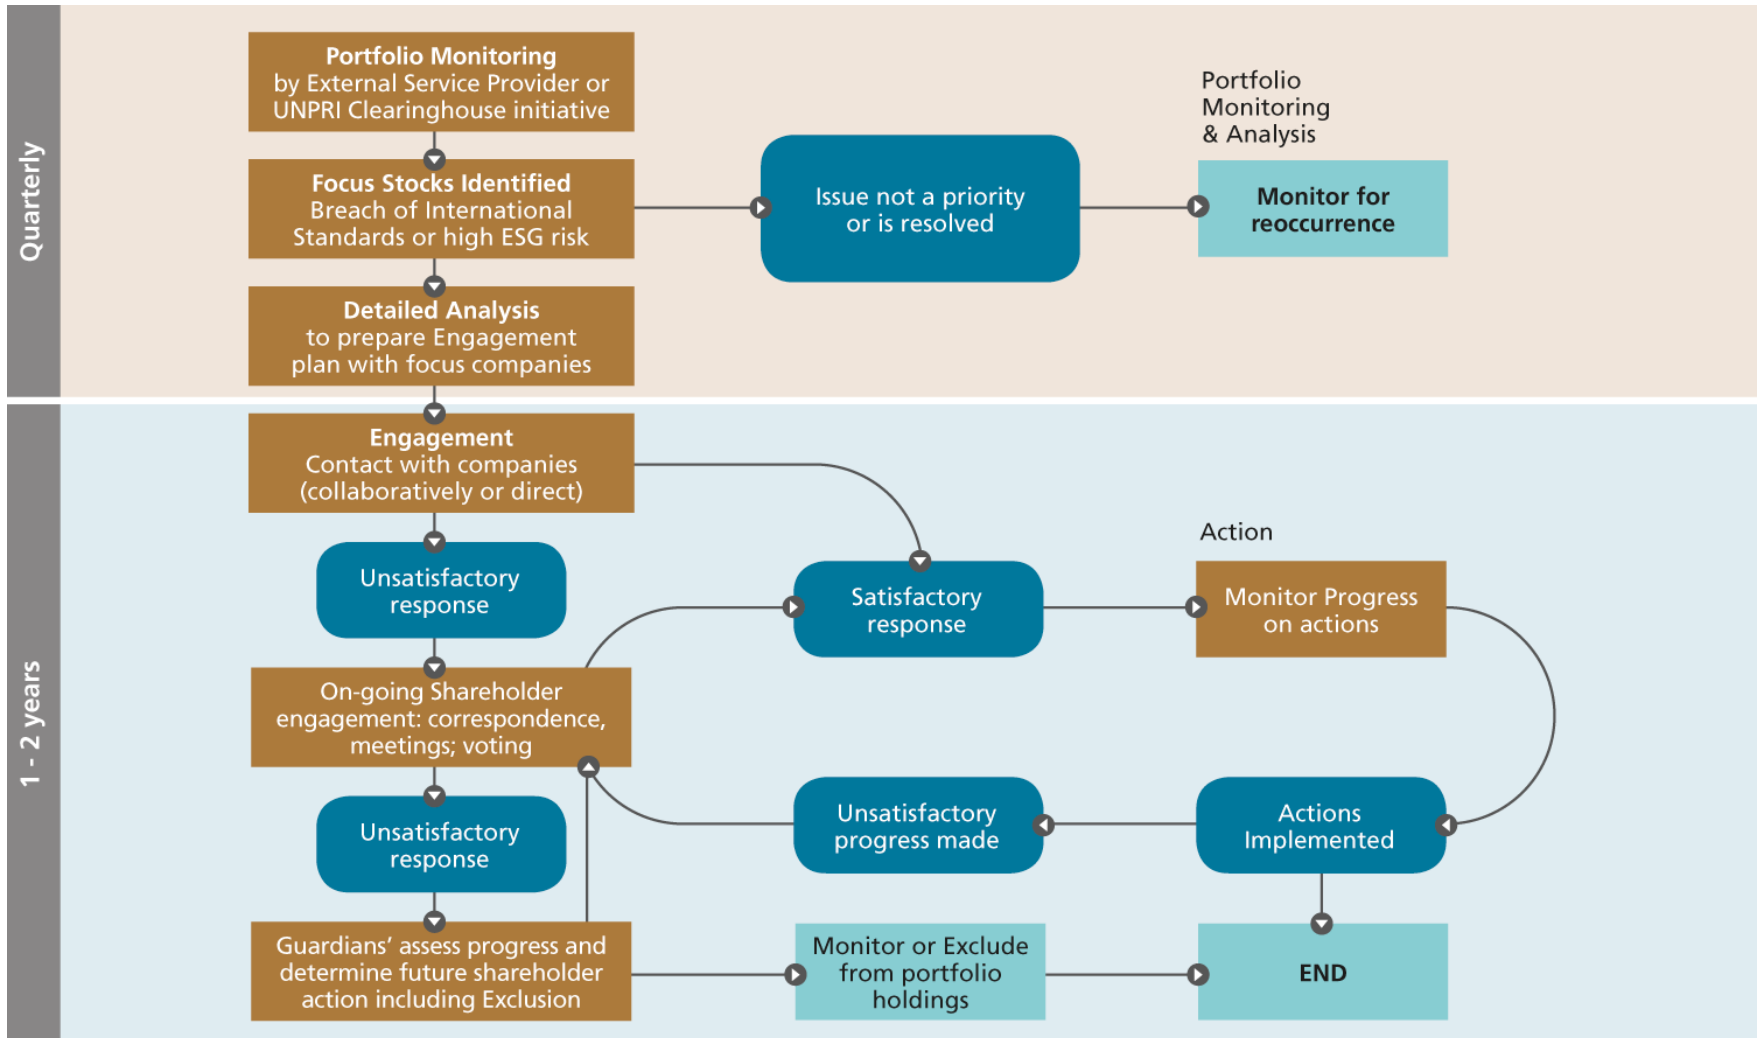 Quarterly
Portfolio Monitoring
by External Service Provider or
UNPRI Clearinghouse initiative
Focus Stocks Identified
Breach of International
Standards or high ESG risk
Issue not a priority
or is resolved
Portfolio
Monitoring
& Analysis
Monitor for
reoccurrence
Detailed Analysis
to prepare Engagement
plan with focus companies
1 - 2 years
Engagement
Contact with companies
(collaboratively or direct)
Unsatisfactory
response
Satisfactory
response
Action
Monitor Progress
on actions
On-going Shareholder
engagement: correspondence,
meetings; voting
Unsatisfactory
response
Unsatisfactory
progress made
Actions
Implemented
Guardians’ assess progress and
determine future shareholder
action including Exclusion
Monitor or Exclude
from portfolio
holdings
END